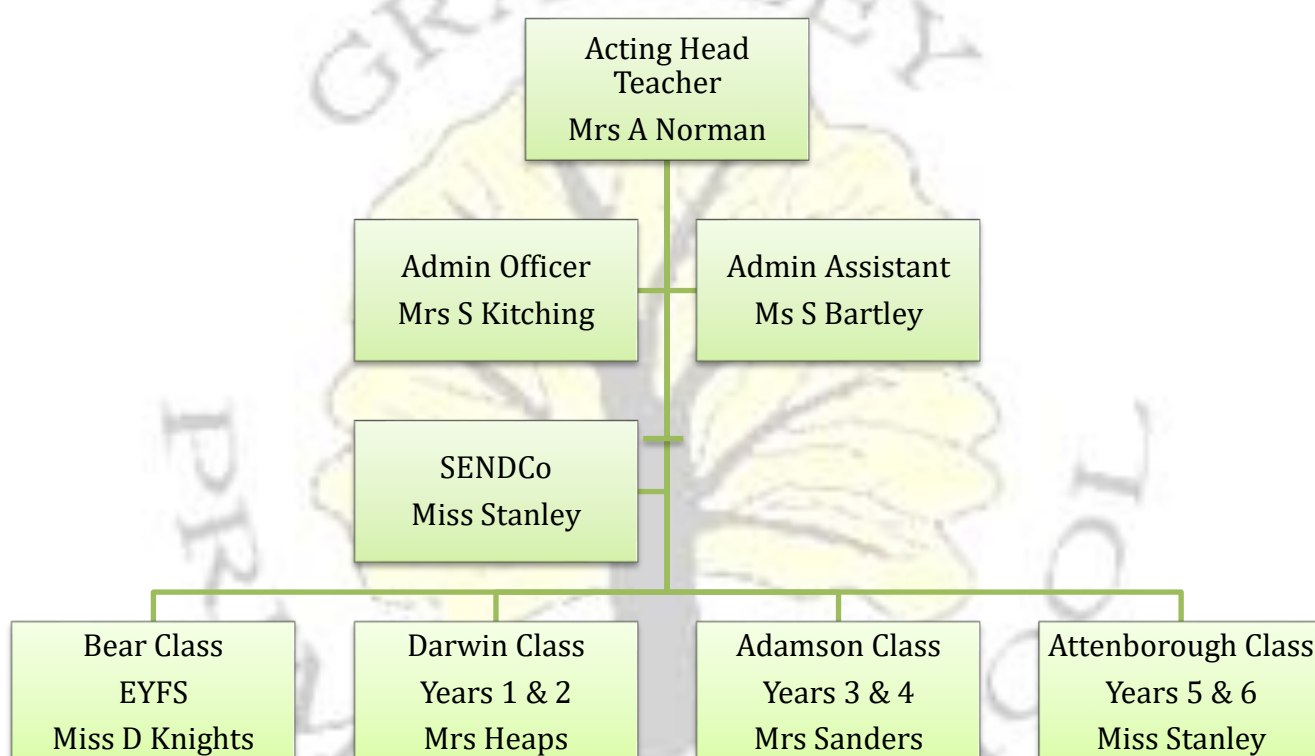 Acting Head
Teacher
Mrs A Norman
Admin Officer
Mrs S Kitching
Admin Assistant
Ms S Bartley
SENDCo
Miss Stanley
Bear Class
EYFS
Miss D Knights
Darwin Class
Years 1 & 2
Mrs Heaps
Adamson Class
Years 3 & 4
Mrs Sanders
Attenborough Class
Years 5 & 6
Miss Stanley